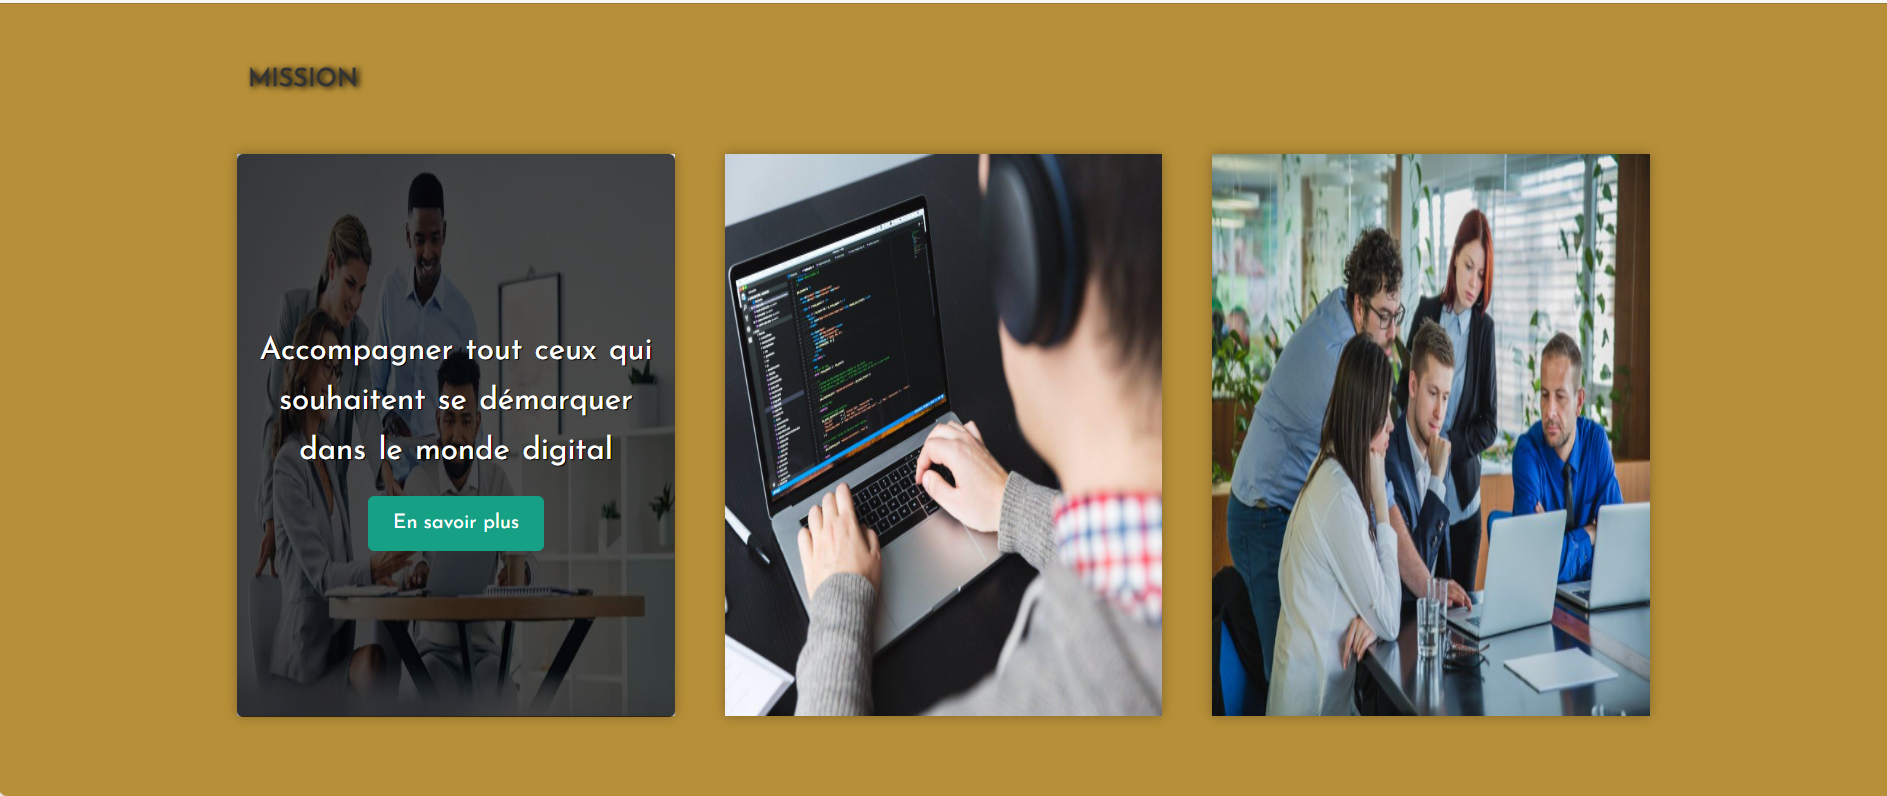 MISSION
Accompagner tout ceux qui
souhaitent se démarquer
dans le monde digital
En savoir plus